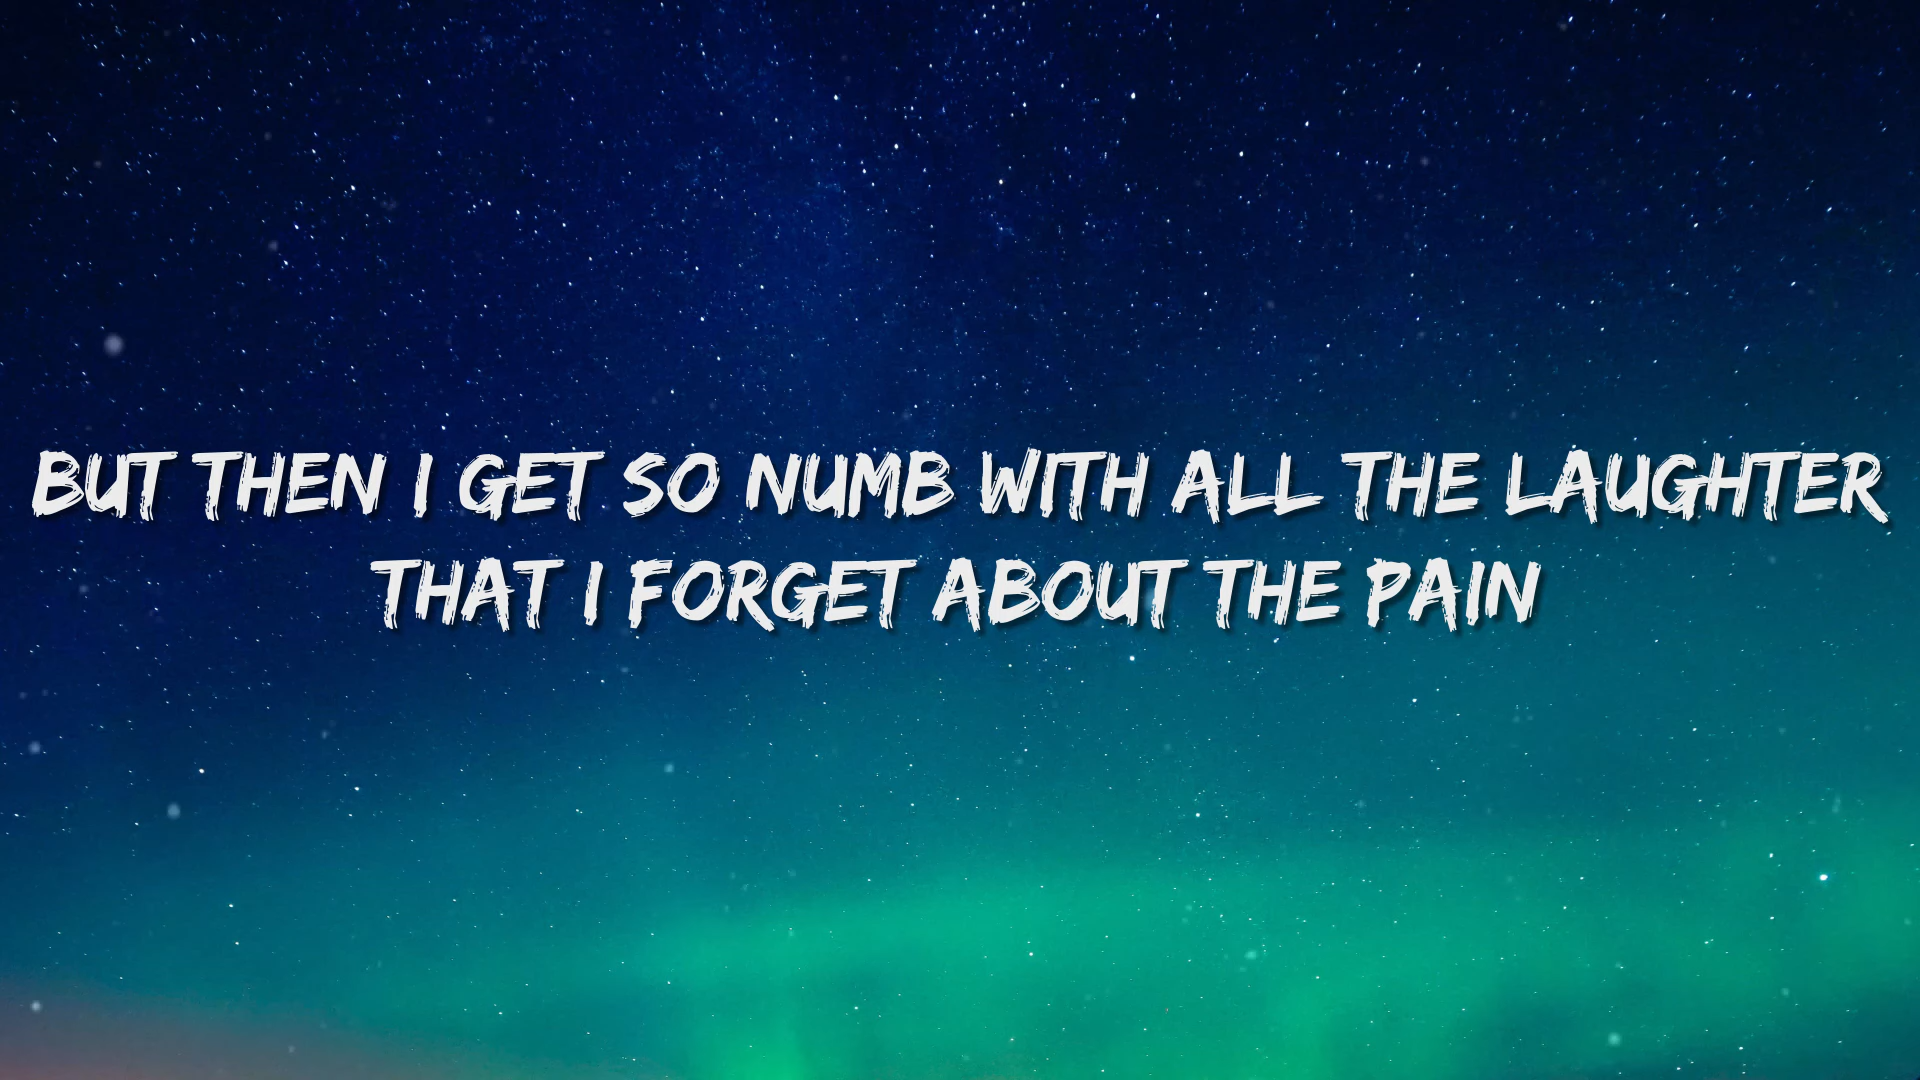 BUT THEN I GET SO NUMB WITH ALL THE LAUGHTER
THAT I FORGET ABOUT THE PAIN